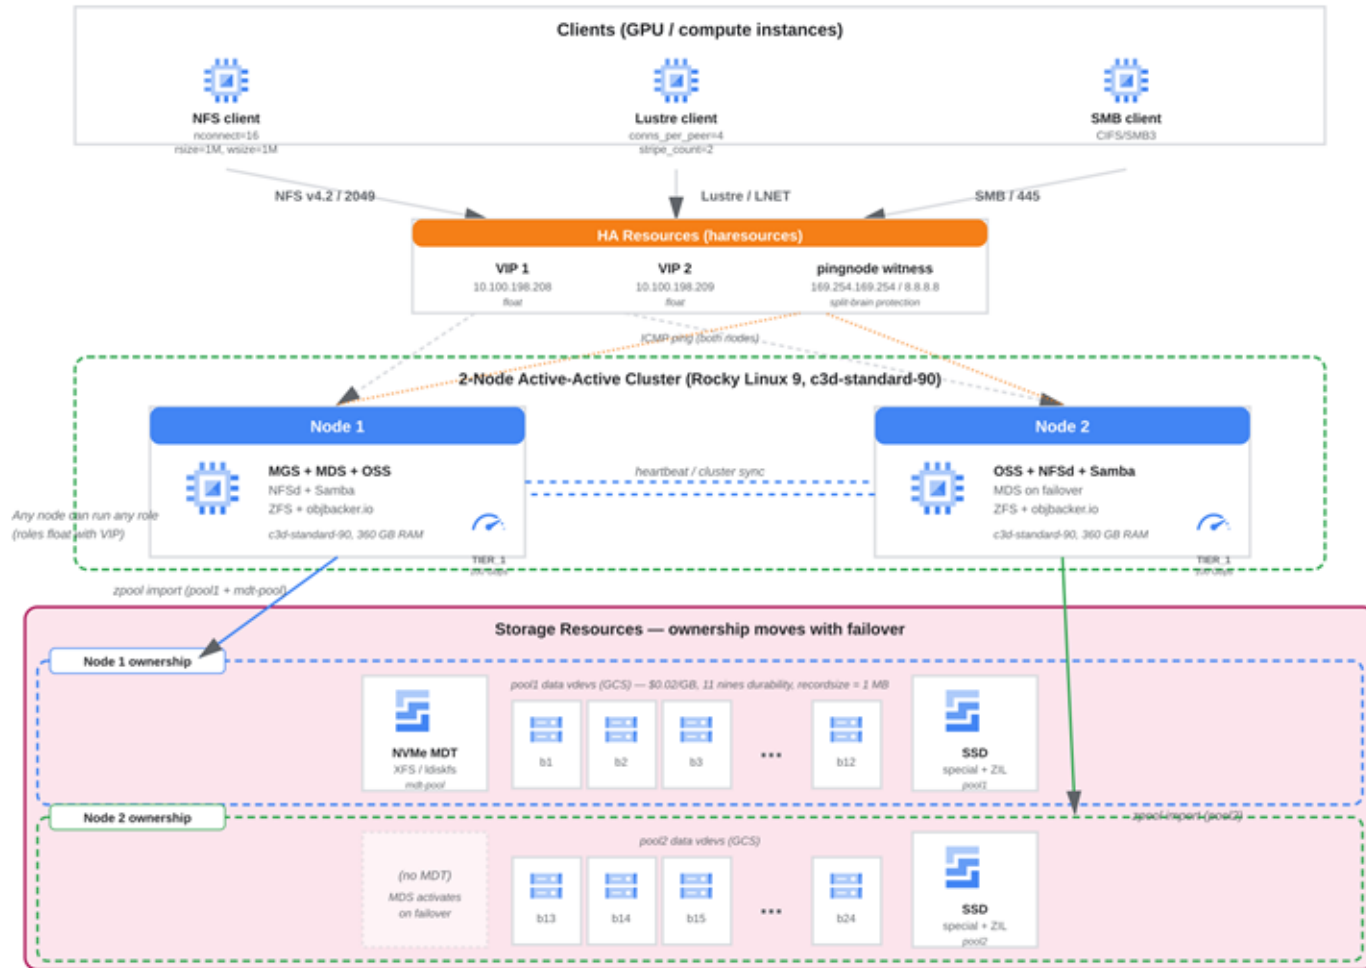 Clients (GPU / compute instances)
NFS client
nconnect=16
rsize=1M, wsize=1M
Lustre client
conns_per_peer=4
stripe_count=2
SMB client
CIFS/SMB3
NFS v4.2 / 2049
Lustre / LNET
SMB / 445
HA Resources (haresources)
VIP 1
10.100.198.208
float
VIP 2
10.100.198.209
float
pingnode witness
169.254.169.254 / 8.8.8.8
split-brain protection
ICMP ping (both nodes)
2-Node Active-Active Cluster (Rocky Linux 9, c3d-standard-90)
Node 1
MGS + MDS + OSS
NFSd + Samba
ZFS + objbacker.io
c3d-standard-90, 360 GB RAM
TIER_1
heartbeat / cluster sync
Node 2
OSS + NFSd + Samba
MDS on failover
ZFS + objbacker.io
c3d-standard-90, 360 GB RAM
TIER_1
Any node can run any role
(roles float with VIP)
zpool import (pool1 + mdt-pool)
Storage Resources — ownership moves with failover
Node 1 ownership
NVMe MDT
XFS / ldiskfs
mdt-pool
pool1 data vdevs (GCS) — $0.02/GB, 11 nines durability, recordsize = 1 MB
b1
b2
b3
...
b12
SSD
special + ZIL
pool1
Node 2 ownership
zpool import (pool2)
(no MDT)
MDS activates
on failover
pool2 data vdevs (GCS)
b13
b14
b15
...
b24
SSD
special + ZIL
pool2